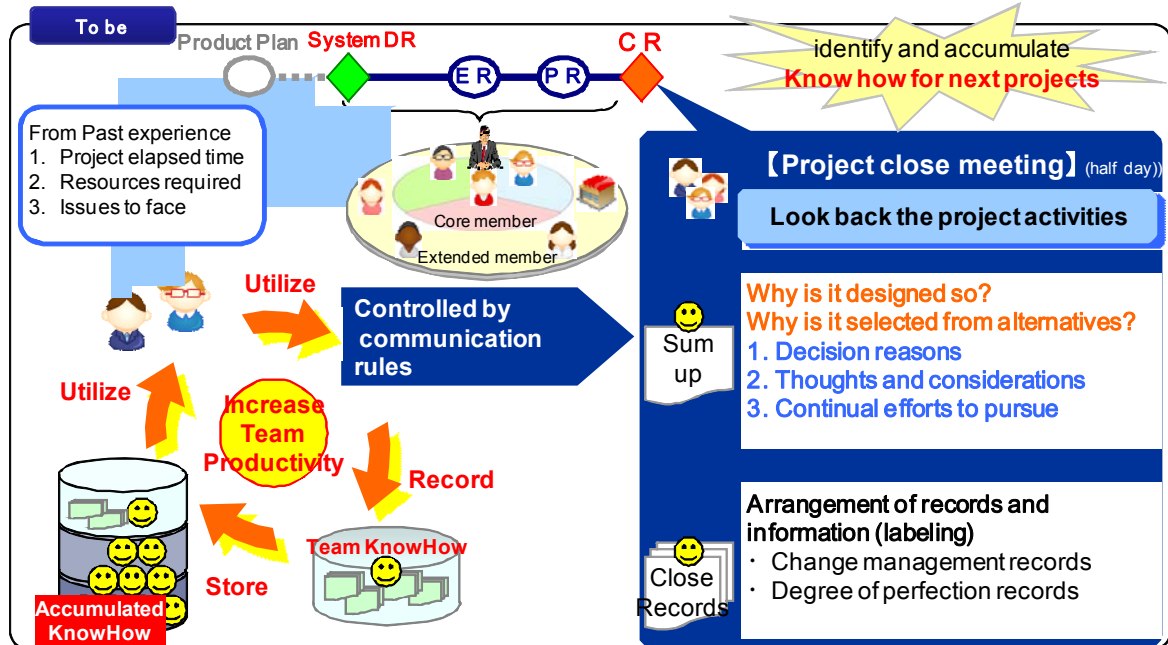 To be
Product Plan
System DR
E R
P R
C R
identify and accumulate
Know how for next projects
From Past experience
1. Project elapsed time
2. Resources required
3. Issues to face
Core member
Extended member
【Project close meeting】 (half day))
Look back the project activities
Utilize
Controlled by
communication
rules
Sum
up
Why is it designed so?
Why is it selected from alternatives?
1. Decision reasons
2. Thoughts and considerations
3. Continual efforts to pursue
Utilize
Increase
Team
Productivity
Record
Team KnowHow
Store
Accumulated
KnowHow
Close
Records
Arrangement of records and
information (labeling)
・ Change management records
・ Degree of perfection records